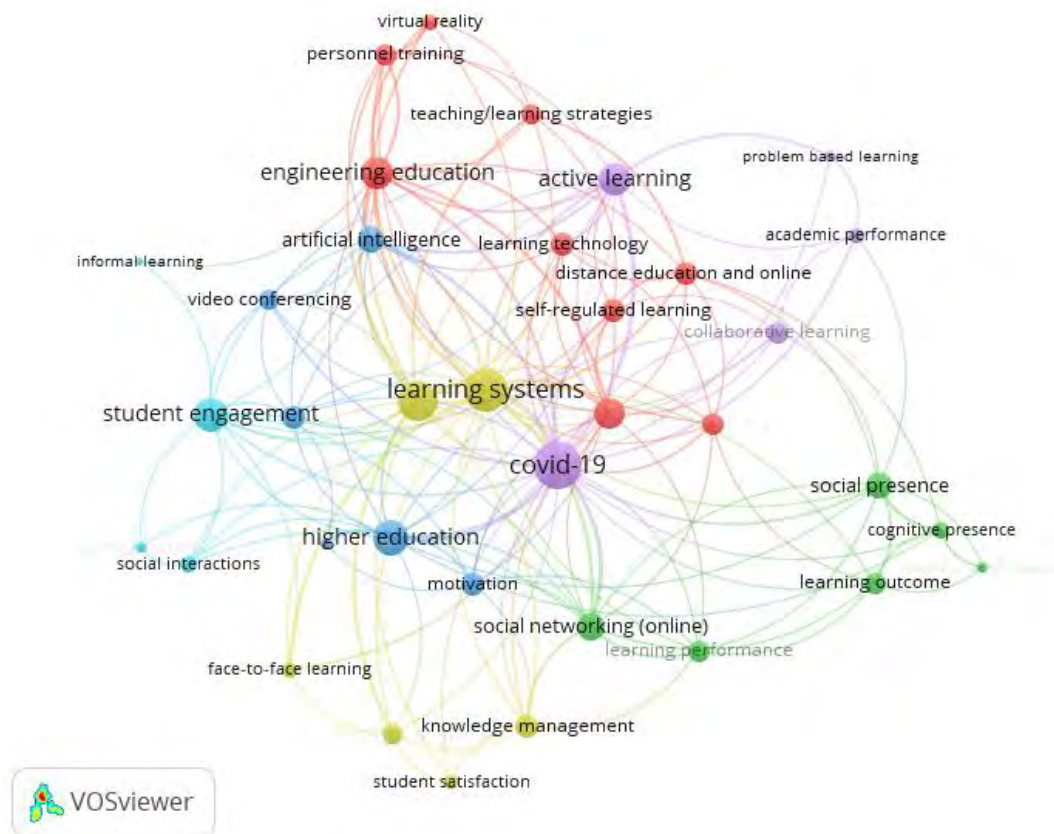 virtual reality
personnel training
teaching/learning strategies
problem based learning
engineering education
active learning
academic performance
artificial intelligence
learning technology
informal learning
distance education and online
video conferencing
self-regulated learning
collaborative learning
learning systems
student engagement
covid-19
social presence
cognitive presence
higher education
social interactions
motivation
learning outcome
social networking (online)
learning performance
face-to-face learning
knowledge management
student satisfaction
VOSviewer